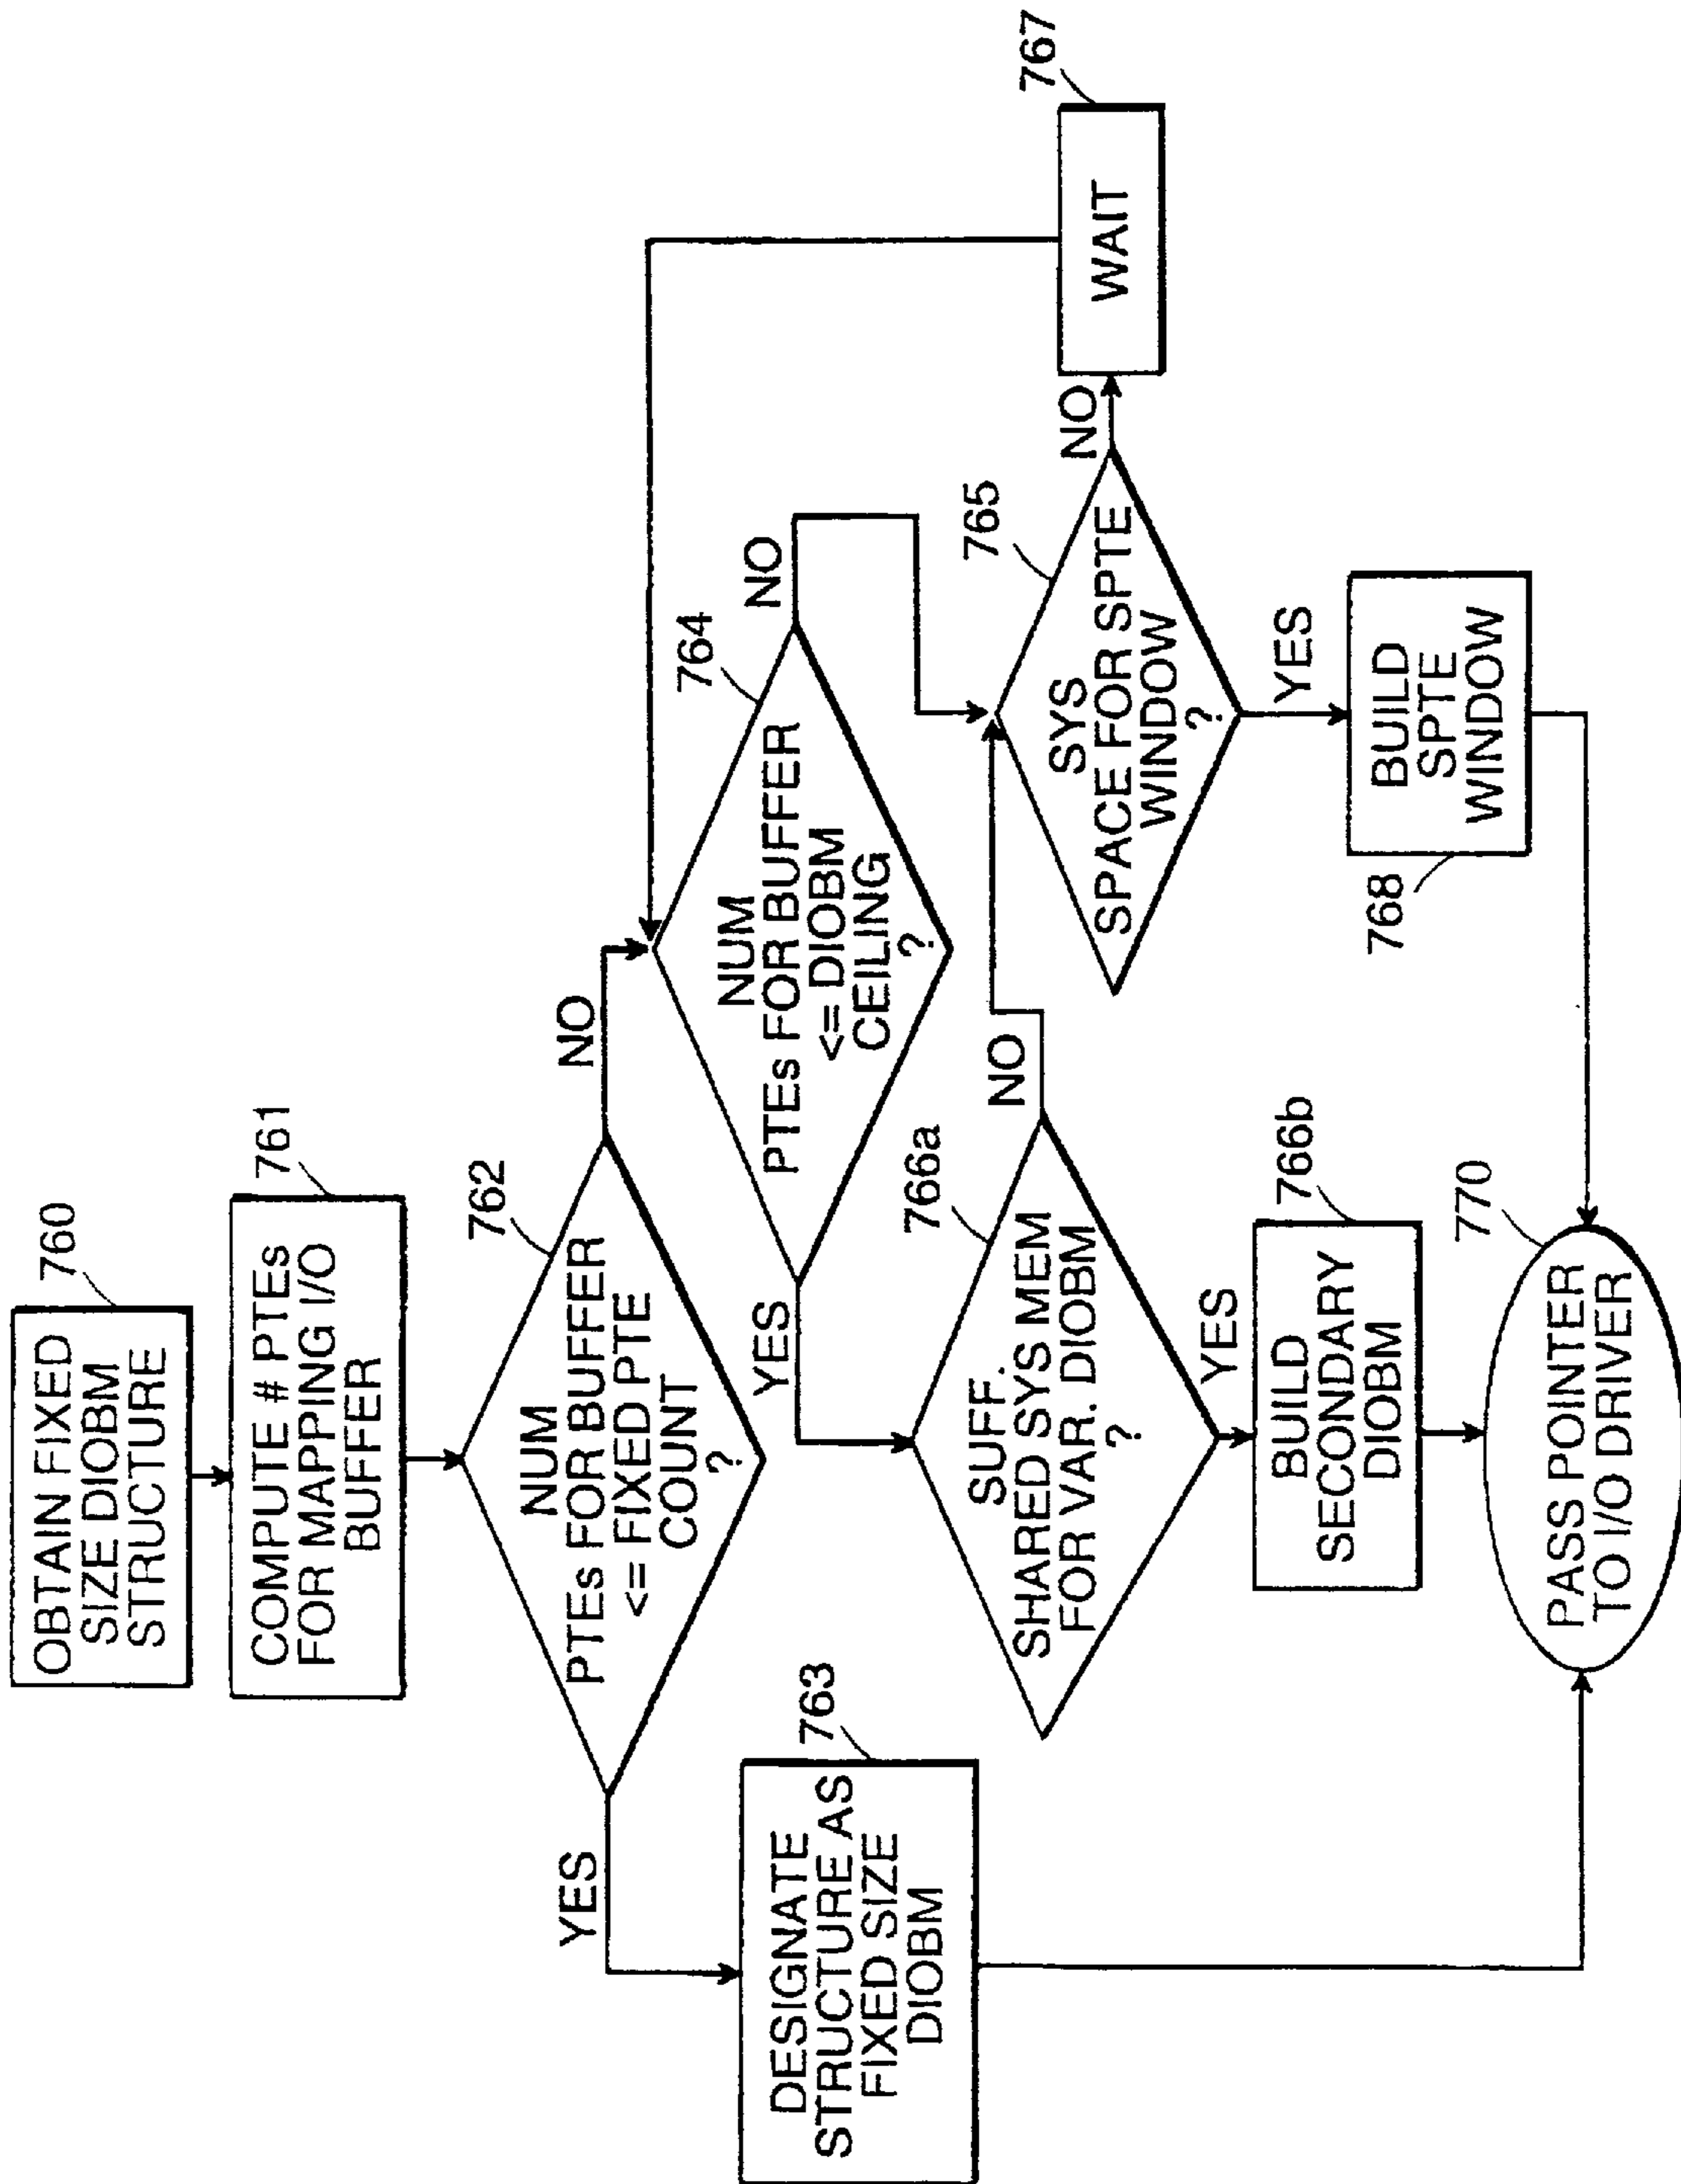 760
OBTAIN FIXED
SIZE DIOBM
STRUCTURE
761
COMPUTE # PTEs
FOR MAPPING I/O
BUFFER
762
NUM
PTEs FOR BUFFER
<= FIXED PTE
COUNT
?
YES
NO
763
DESIGNATE
STRUCTURE AS
FIXED SIZE
DIOBM
764
NUM
PTEs FOR BUFFER
<= DIOBM
CEILING
?
YES
NO
766a
SUFF.
SHARED SYS MEM
FOR VAR. DIOBM
?
NO
YES
765
SYS
SPACE FOR SPTE
WINDOW
?
NO
YES
767
WAIT
766b
BUILD
SECONDARY
DIOBM
768
BUILD
SPTE
WINDOW
770
PASS POINTER
TO I/O DRIVER